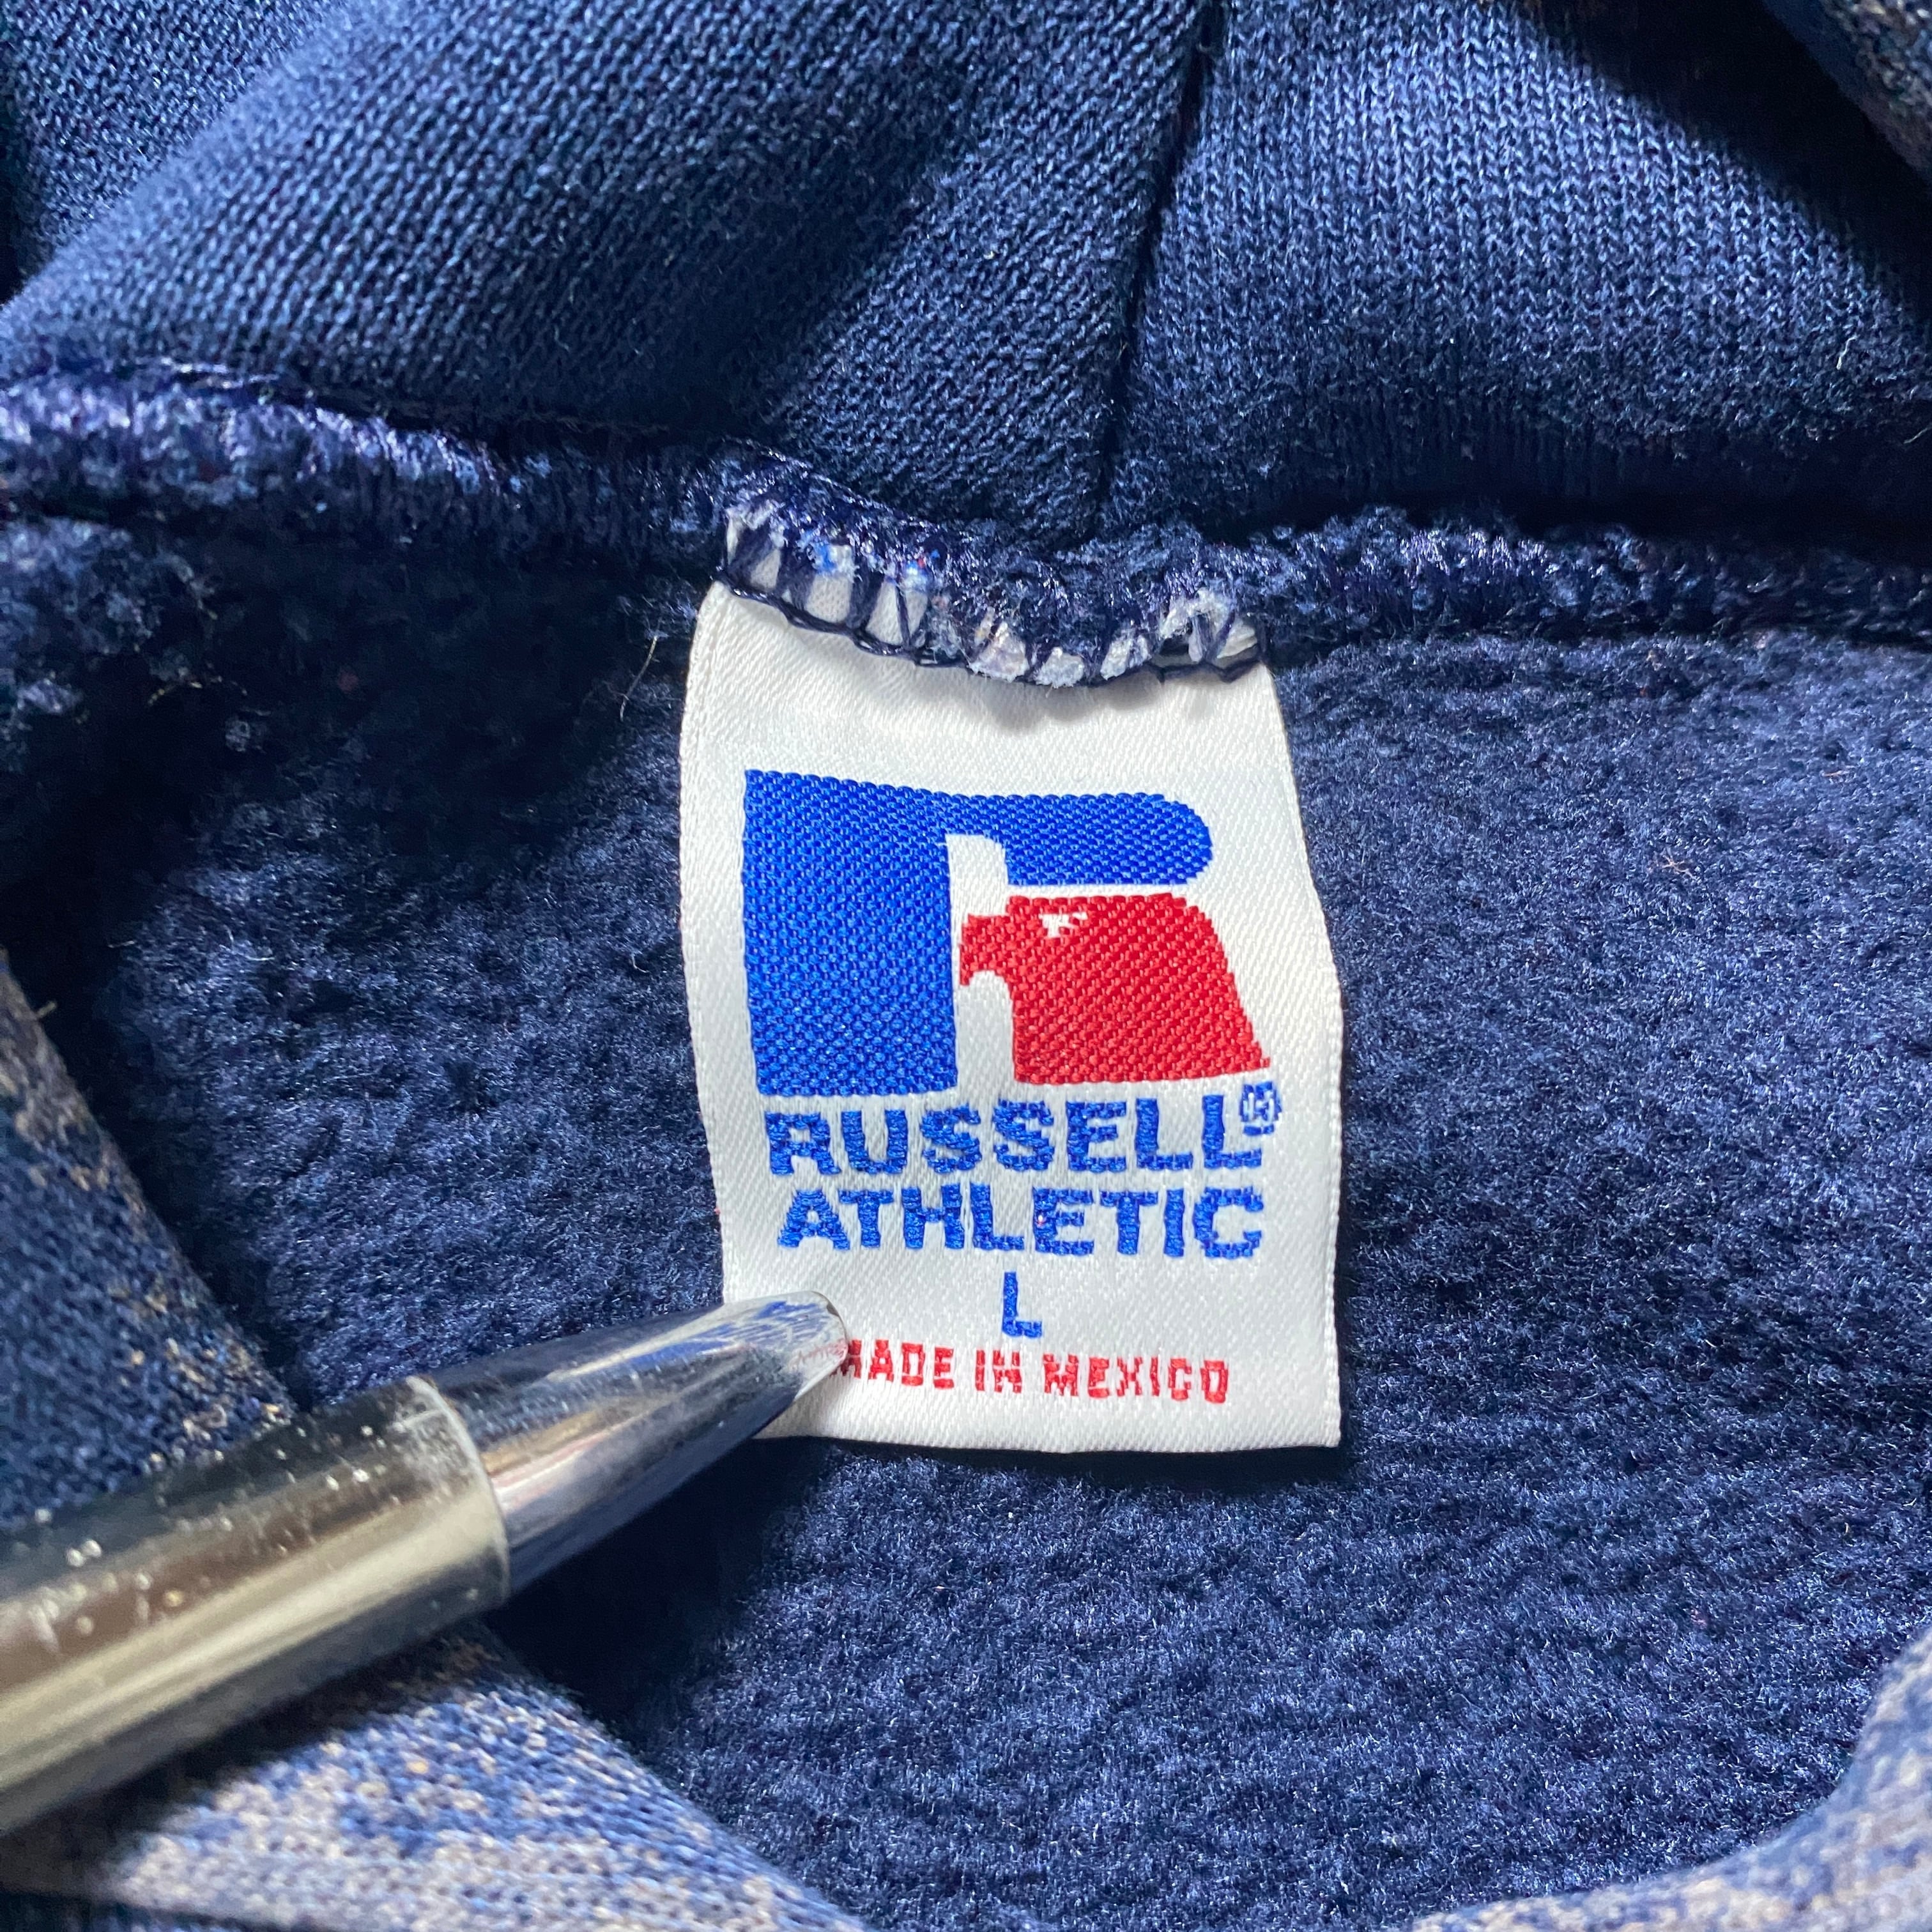 RUSSELL®
ATHLETIC
L
MADE IN MEXICO